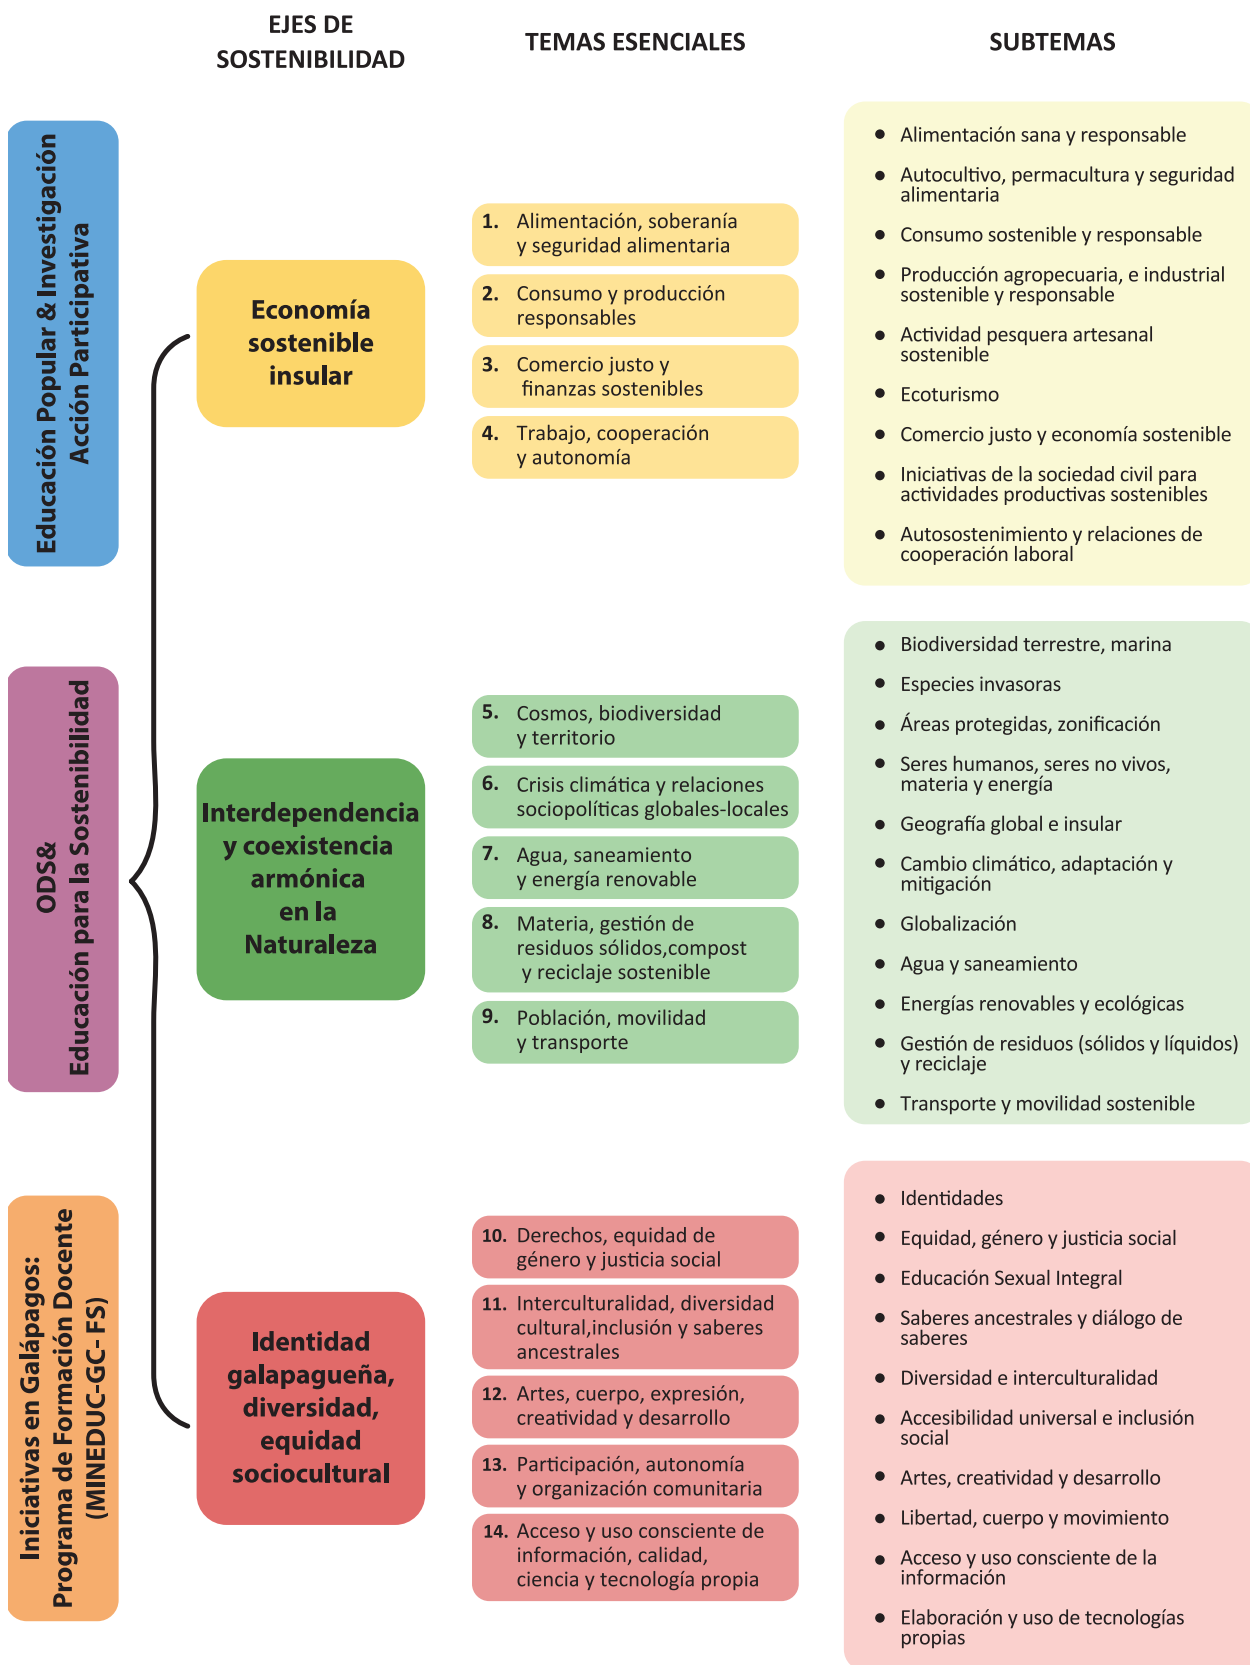 EJES DE
SOSTENIBILIDAD
TEMAS ESENCIALES
SUBTEMAS
Educación Popular & Investigación
Acción Participativa
ODS&
Educación para la Sostenibilidad
Iniciativas en Galápagos:
Programa de Formación Docente
(MINEDUC-GC- FS)
Economía
sostenible
insular
1. Alimentación, soberanía
y seguridad alimentaria
2. Consumo y producción
responsables
3. Comercio justo y
finanzas sostenibles
4. Trabajo, cooperación
y autonomía
• Alimentación sana y responsable
• Autocultivo, permacultura y seguridad
alimentaria
• Consumo sostenible y responsable
• Producción agropecuaria, e industrial
sostenible y responsable
• Actividad pesquera artesanal
sostenible
• Ecoturismo
• Comercio justo y economía sostenible
• Iniciativas de la sociedad civil para
actividades productivas sostenibles
• Autosostenimiento y relaciones de
cooperación laboral
Interdependencia
y coexistencia
armónica
en la
Naturaleza
5. Cosmos, biodiversidad
y territorio
6. Crisis climática y relaciones
sociopolíticas globales-locales
7. Agua, saneamiento
y energía renovable
8. Materia, gestión de
residuos sólidos,compost
y reciclaje sostenible
9. Población, movilidad
y transporte
• Biodiversidad terrestre, marina
• Especies invasoras
• Áreas protegidas, zonificación
• Seres humanos, seres no vivos,
materia y energía
• Geografía global e insular
• Cambio climático, adaptación y
mitigación
• Globalización
• Agua y saneamiento
• Energías renovables y ecológicas
• Gestión de residuos (sólidos y líquidos)
y reciclaje
• Transporte y movilidad sostenible
Identidad
galapagueña,
diversidad,
equidad
sociocultural
10. Derechos, equidad de
género y justicia social
11. Interculturalidad, diversidad
cultural,inclusión y saberes
ancestrales
12. Artes, cuerpo, expresión,
creatividad y desarrollo
13. Participación, autonomía
y organización comunitaria
14. Acceso y uso consciente de
información, calidad,
ciencia y tecnología propia
• Identidades
• Equidad, género y justicia social
• Educación Sexual Integral
• Saberes ancestrales y diálogo de
saberes
• Diversidad e interculturalidad
• Accesibilidad universal e inclusión
social
• Artes, creatividad y desarrollo
• Libertad, cuerpo y movimiento
• Acceso y uso consciente de la
información
• Elaboración y uso de tecnologías
propias